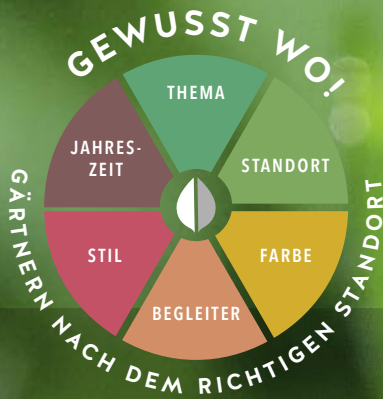 GEWUSST WO!
THEMA
STANDORT
FARBE
BEGLEITER
STIL
JAHRES-
ZEIT
GÄRTNERN NACH DEM RICHTIGEN STANDORT